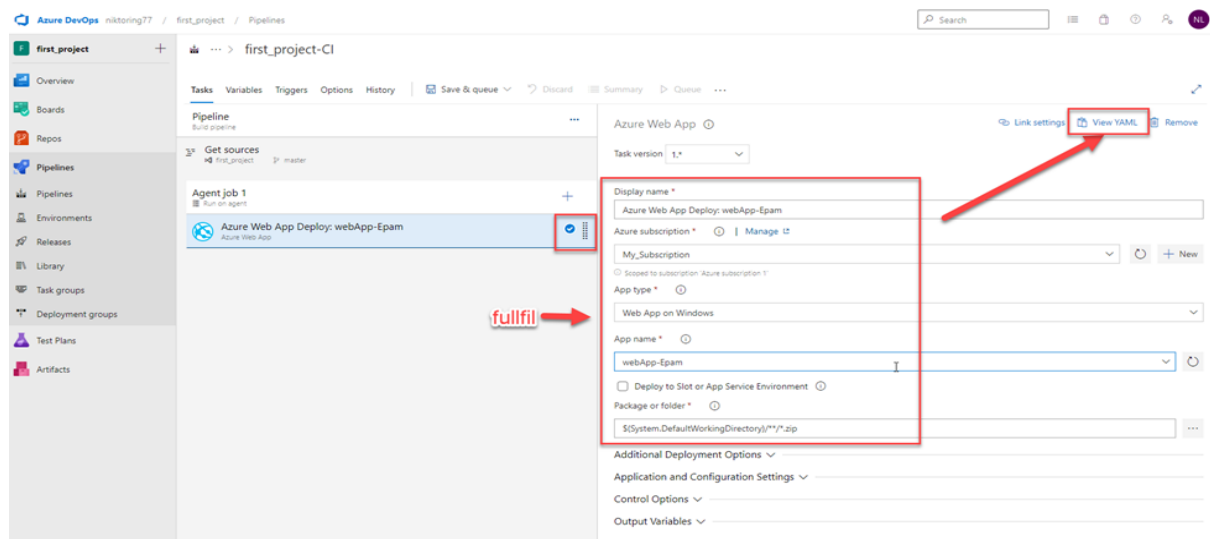 Azure DevOps niktoring77 / first_project / Pipelines
Search
NL
F first_project
first_project-CI
Overview
Boards
Repos
Pipelines
Pipelines
Environments
Releases
Library
Task groups
Deployment groups
Test Plans
Artifacts
Tasks Variables Triggers Options History Save & queue Discard Summary Queue ...
Pipeline
Build pipeline
Get sources
first_project master
Agent job 1
Run on agent
Azure Web App Deploy: webApp-Epam
Azure Web App
fullfil
Azure Web App
Link settings View YAML Remove
Task version 1.*
Display name *
Azure Web App Deploy: webApp-Epam
Azure subscription * | Manage
My_Subscription
New
Scoped to subscription 'Azure subscription 1'
App type *
Web App on Windows
App name *
webApp-Epam
Deploy to Slot or App Service Environment
Package or folder *
$(System.DefaultWorkingDirectory)/**/*.zip
Additional Deployment Options
Application and Configuration Settings
Control Options
Output Variables